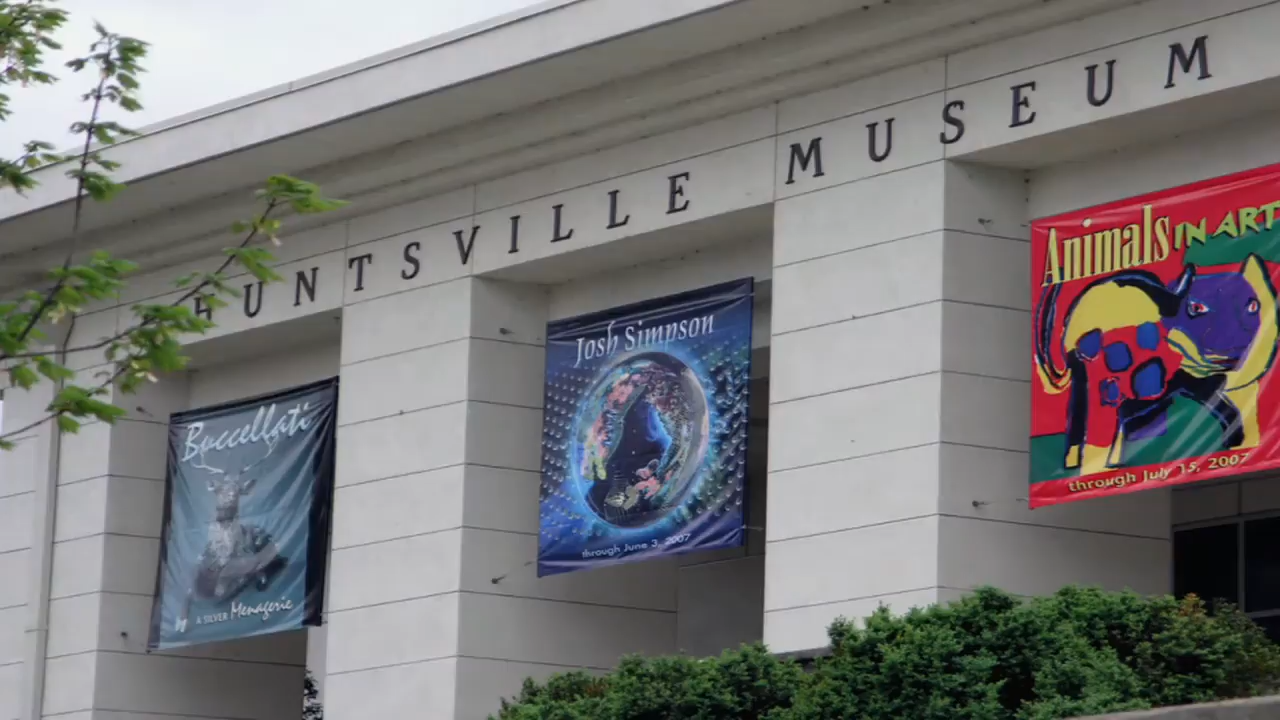 HUNTSVILLE MUSEUM
Buccellati
A SILVER Menagerie
Josh Simpson
through June 3, 2007
Animals IN ART
through July 15, 2007